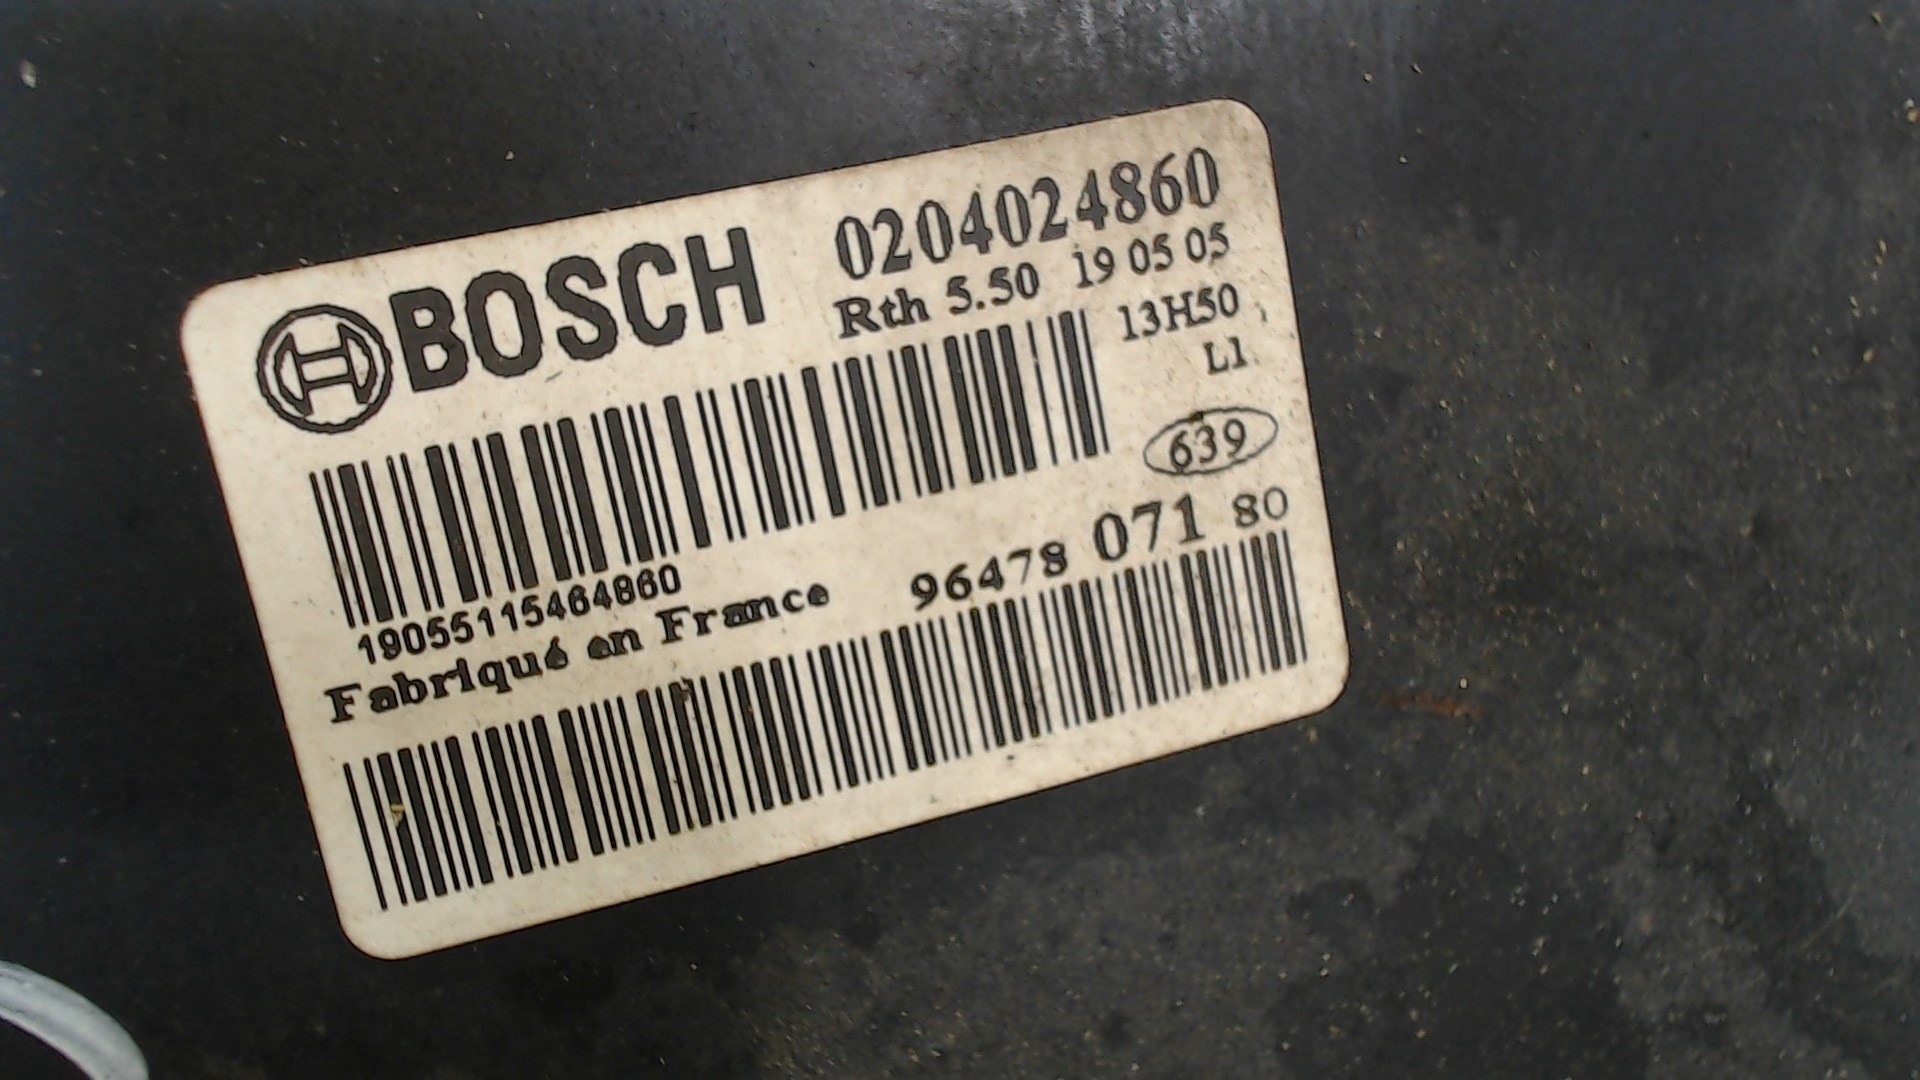 BOSCH
0204024860
Rth 5.50 19 05 05
13H50
L1
639
19055115464860
Fabriqué en France 96478 071 80